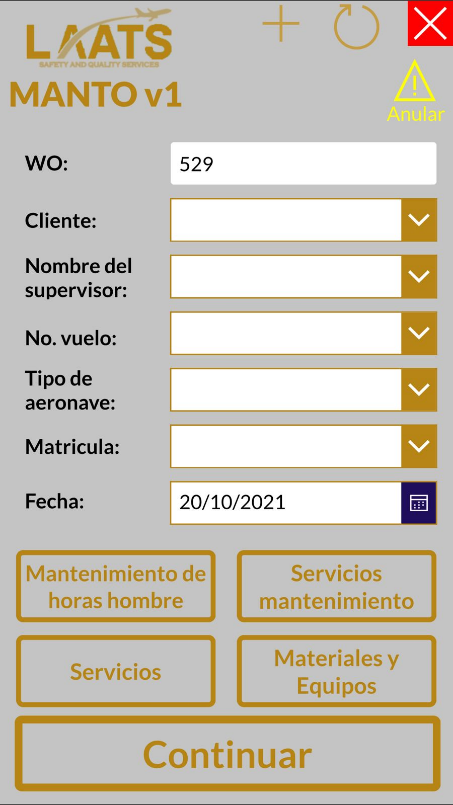 LAATS
SAFETY AND QUALITY SERVICES
MANTO v1
Anular
WO:
529
Cliente:
Nombre del
supervisor:
No. vuelo:
Tipo de
aeronave:
Matricula:
Fecha:
20/10/2021
Mantenimiento de
horas hombre
Servicios
mantenimiento
Servicios
Materiales y
Equipos
Continuar